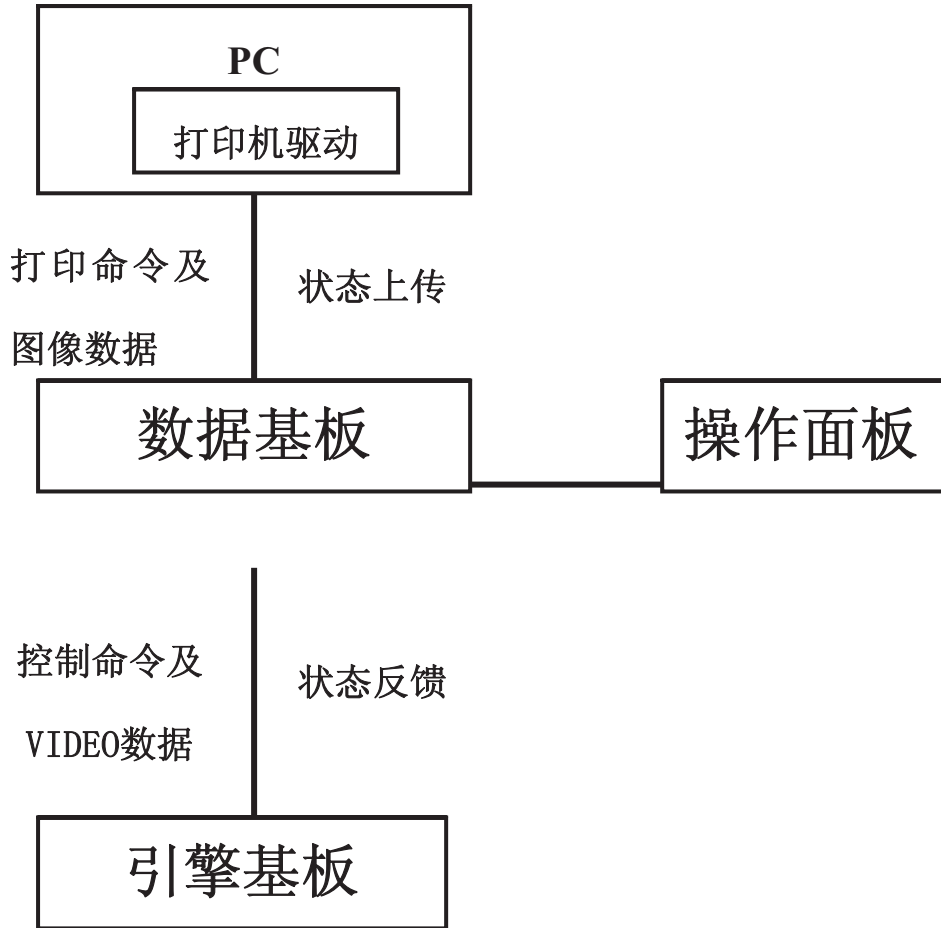 PC
打印机驱动
打印命令及
图像数据
状态上传
数据基板
操作面板
控制命令及
VIDEO数据
状态反馈
引擎基板